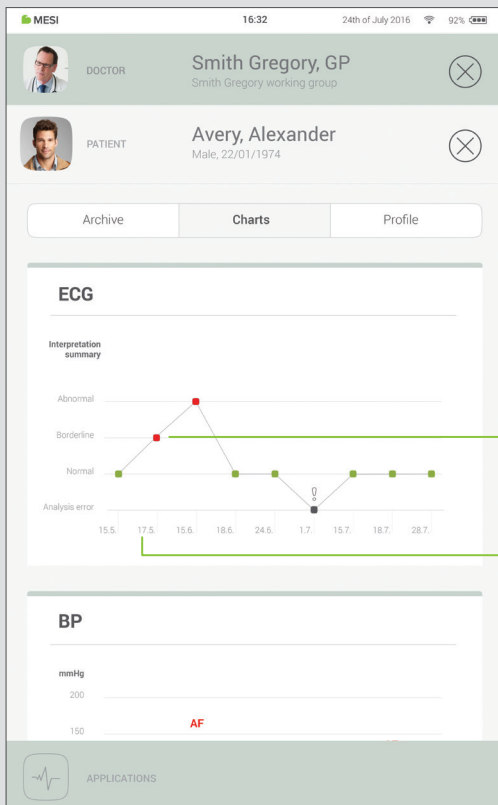 MESI 16:32 24th of July 2016 92%
DOCTOR
Smith Gregory, GP
Smith Gregory working group
PATIENT
Avery, Alexander
Male, 22/01/1974
Archive Charts Profile
ECG
Interpretation
summary
Abnormal
Borderline
Normal
Analysis error
15.5. 17.5. 15.6. 18.6. 24.6. 1.7. 15.7. 18.7. 28.7.
BP
mmHg
200
AF
150
APPLICATIONS